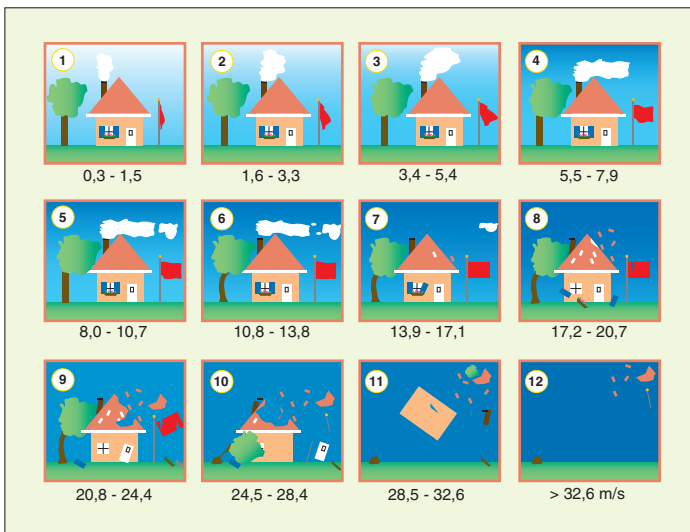 1 2 3 4
0,3 - 1,5 1,6 - 3,3 3,4 - 5,4 5,5 - 7,9
5 6 7 8
8,0 - 10,7 10,8 - 13,8 13,9 - 17,1 17,2 - 20,7
9 10 11 12
20,8 - 24,4 24,5 - 28,4 28,5 - 32,6 > 32,6 m/s